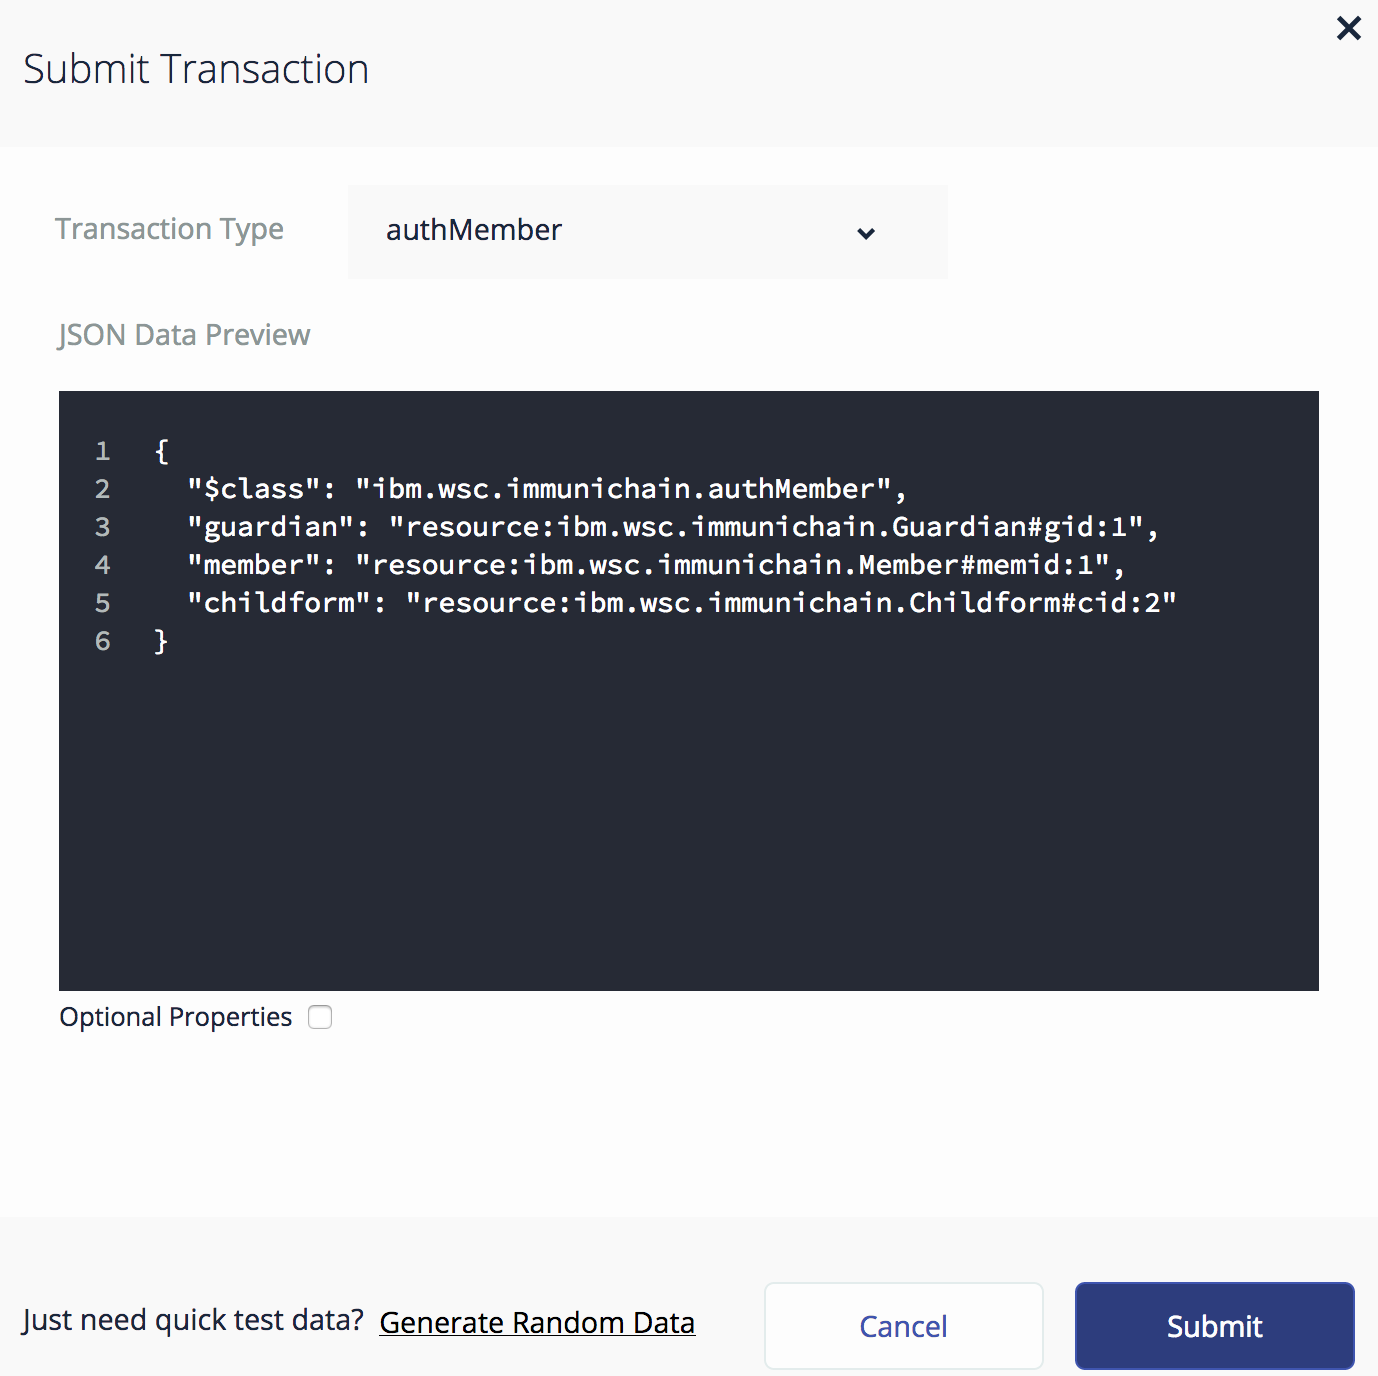 Submit Transaction
Transaction Type
authMember
JSON Data Preview
1 {
2 "$class": "ibm.wsc.immunichain.authMember",
3 "guardian": "resource:ibm.wsc.immunichain.Guardian#gid:1",
4 "member": "resource:ibm.wsc.immunichain.Member#memid:1",
5 "childform": "resource:ibm.wsc.immunichain.Childform#cid:2"
6 }
Optional Properties
Just need quick test data? Generate Random Data
Cancel
Submit